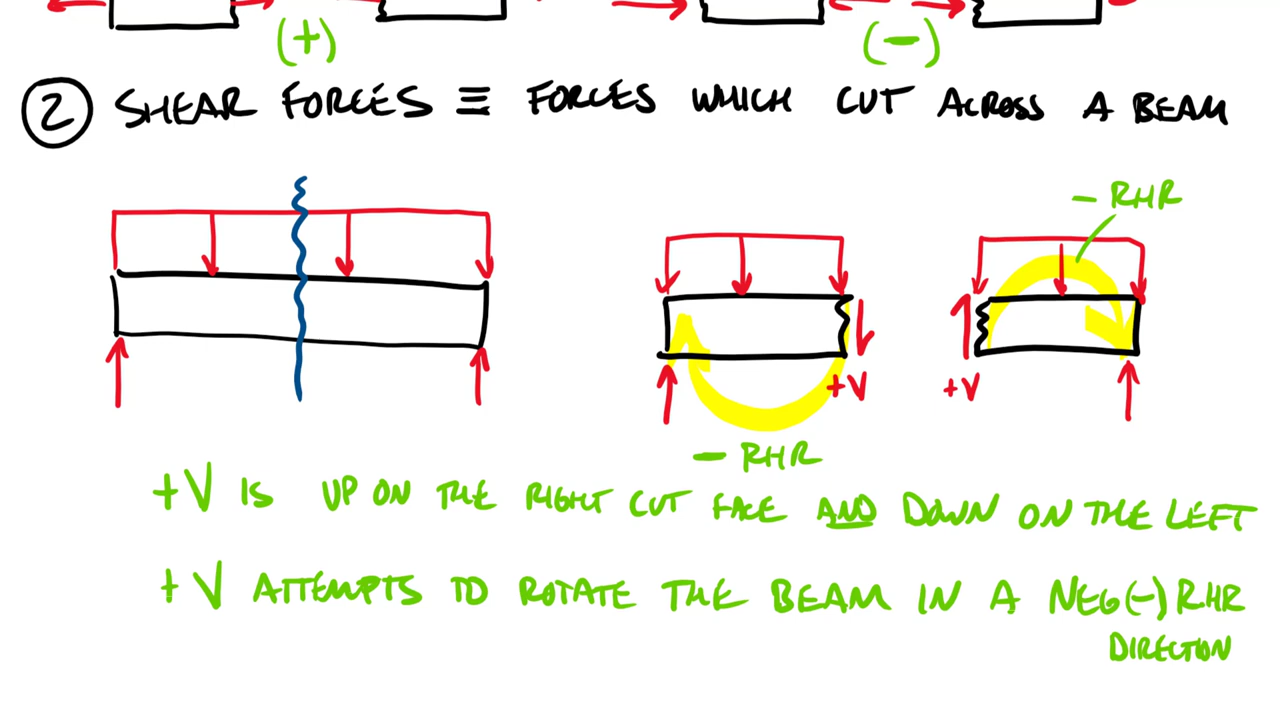 (+) (−)
② SHEAR FORCES ≡ FORCES WHICH CUT ACROSS A BEAM
− RHR
+V +V
− RHR
+V IS UP ON THE RIGHT CUT FACE AND DOWN ON THE LEFT
+V ATTEMPTS TO ROTATE THE BEAM IN A NEG(−) RHR
DIRECTION